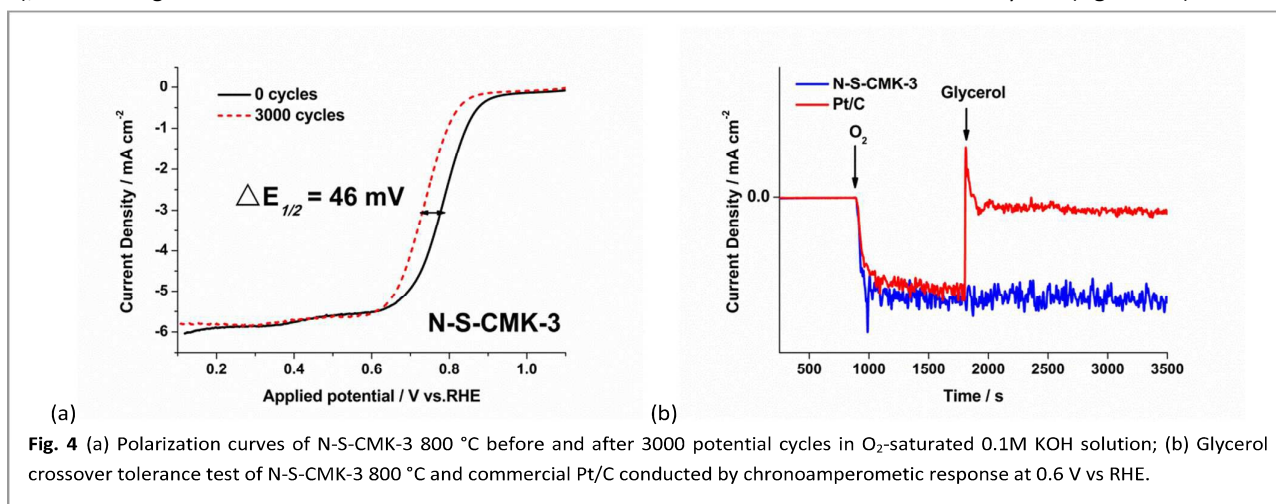 0
-1
-2
-3
-4
-5
-6
Current Density / mA cm⁻²
0 cycles
3000 cycles
△E1/2 = 46 mV
N-S-CMK-3
0.2 0.4 0.6 0.8 1.0
Applied potential / V vs.RHE
(a)
N-S-CMK-3
Pt/C
O₂
Glycerol
0.0
Current Density / mA cm⁻²
500 1000 1500 2000 2500 3000 3500
Time / s
(b)
Fig. 4 (a) Polarization curves of N-S-CMK-3 800 °C before and after 3000 potential cycles in O₂-saturated 0.1M KOH solution; (b) Glycerol
crossover tolerance test of N-S-CMK-3 800 °C and commercial Pt/C conducted by chronoamperometic response at 0.6 V vs RHE.